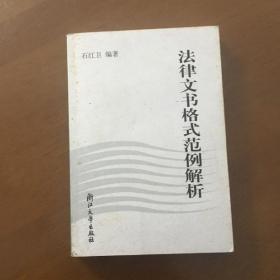 石红卫 编著
法律文书格式范例解析
浙江大学出版社